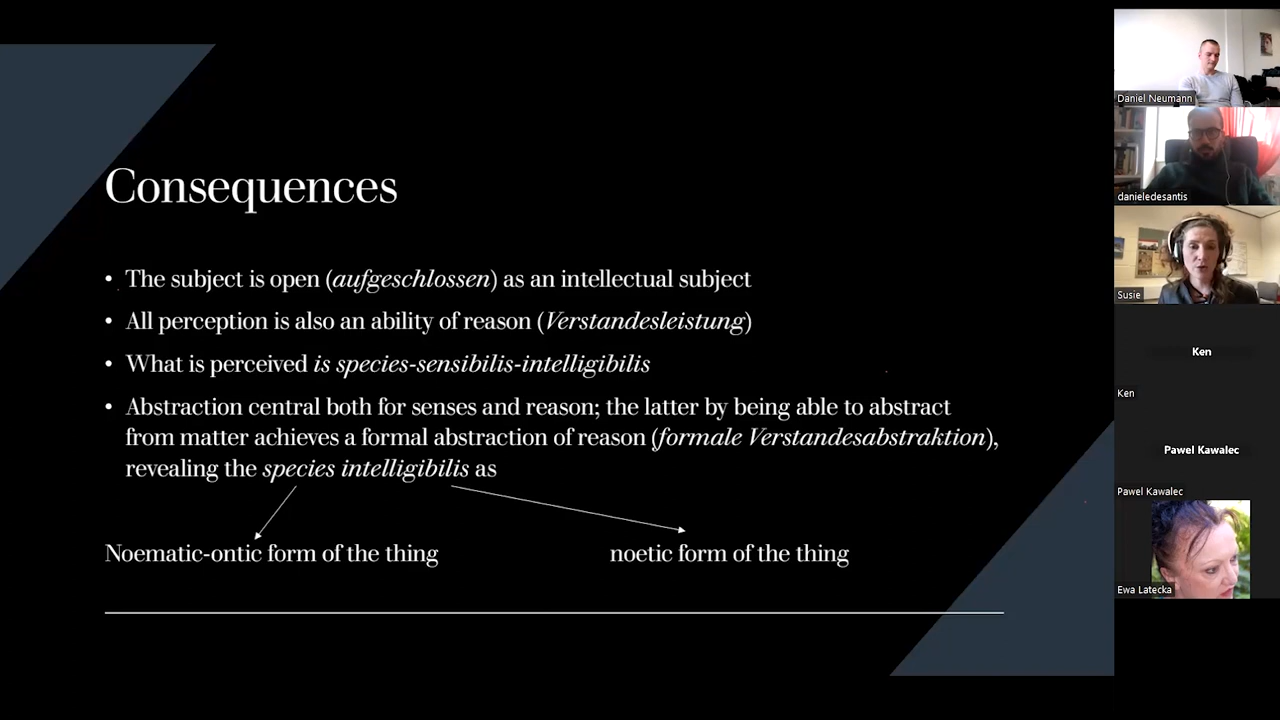 Consequences
• The subject is open (aufgeschlossen) as an intellectual subject
• All perception is also an ability of reason (Verstandesleistung)
• What is perceived is species-sensibilis-intelligibilis
• Abstraction central both for senses and reason; the latter by being able to abstract
from matter achieves a formal abstraction of reason (formale Verstandesabstraktion),
revealing the species intelligibilis as
Noematic-ontic form of the thing
noetic form of the thing
Daniel Neumann
danieledesantis
Susie
Ken
Ken
Pawel Kawalec
Pawel Kawalec
Ewa Latecka